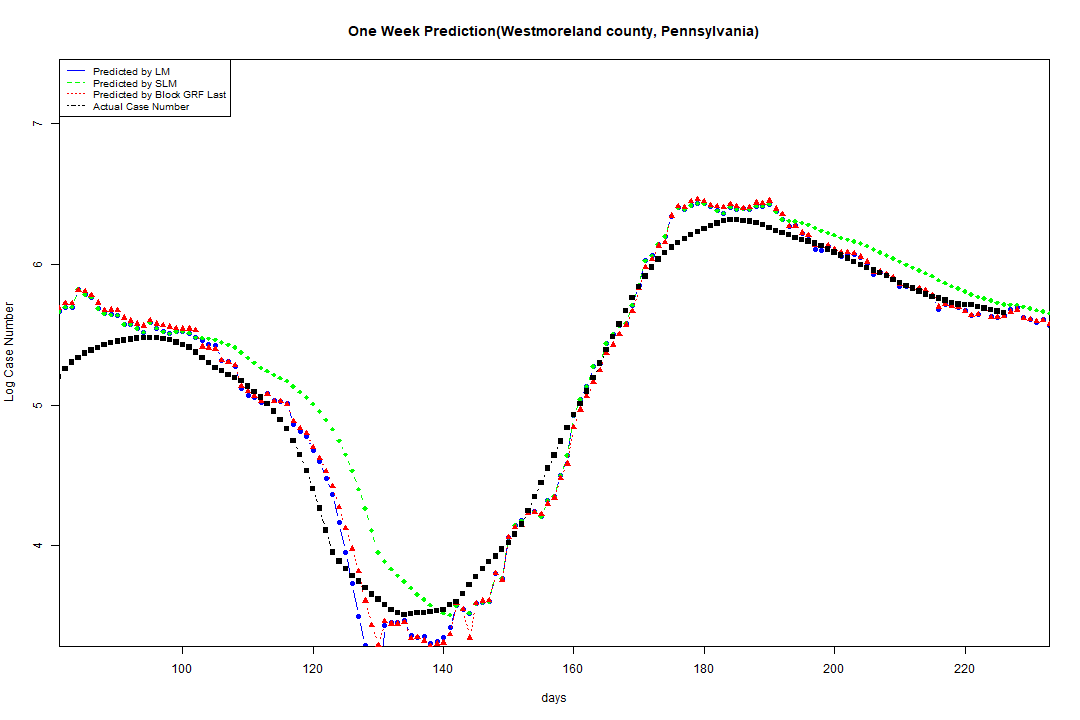 One Week Prediction(Westmoreland county, Pennsylvania)
Predicted by LM
Predicted by SLM
Predicted by Block GRF Last
Actual Case Number
7
6
5
4
Log Case Number
100 120 140 160 180 200 220
days